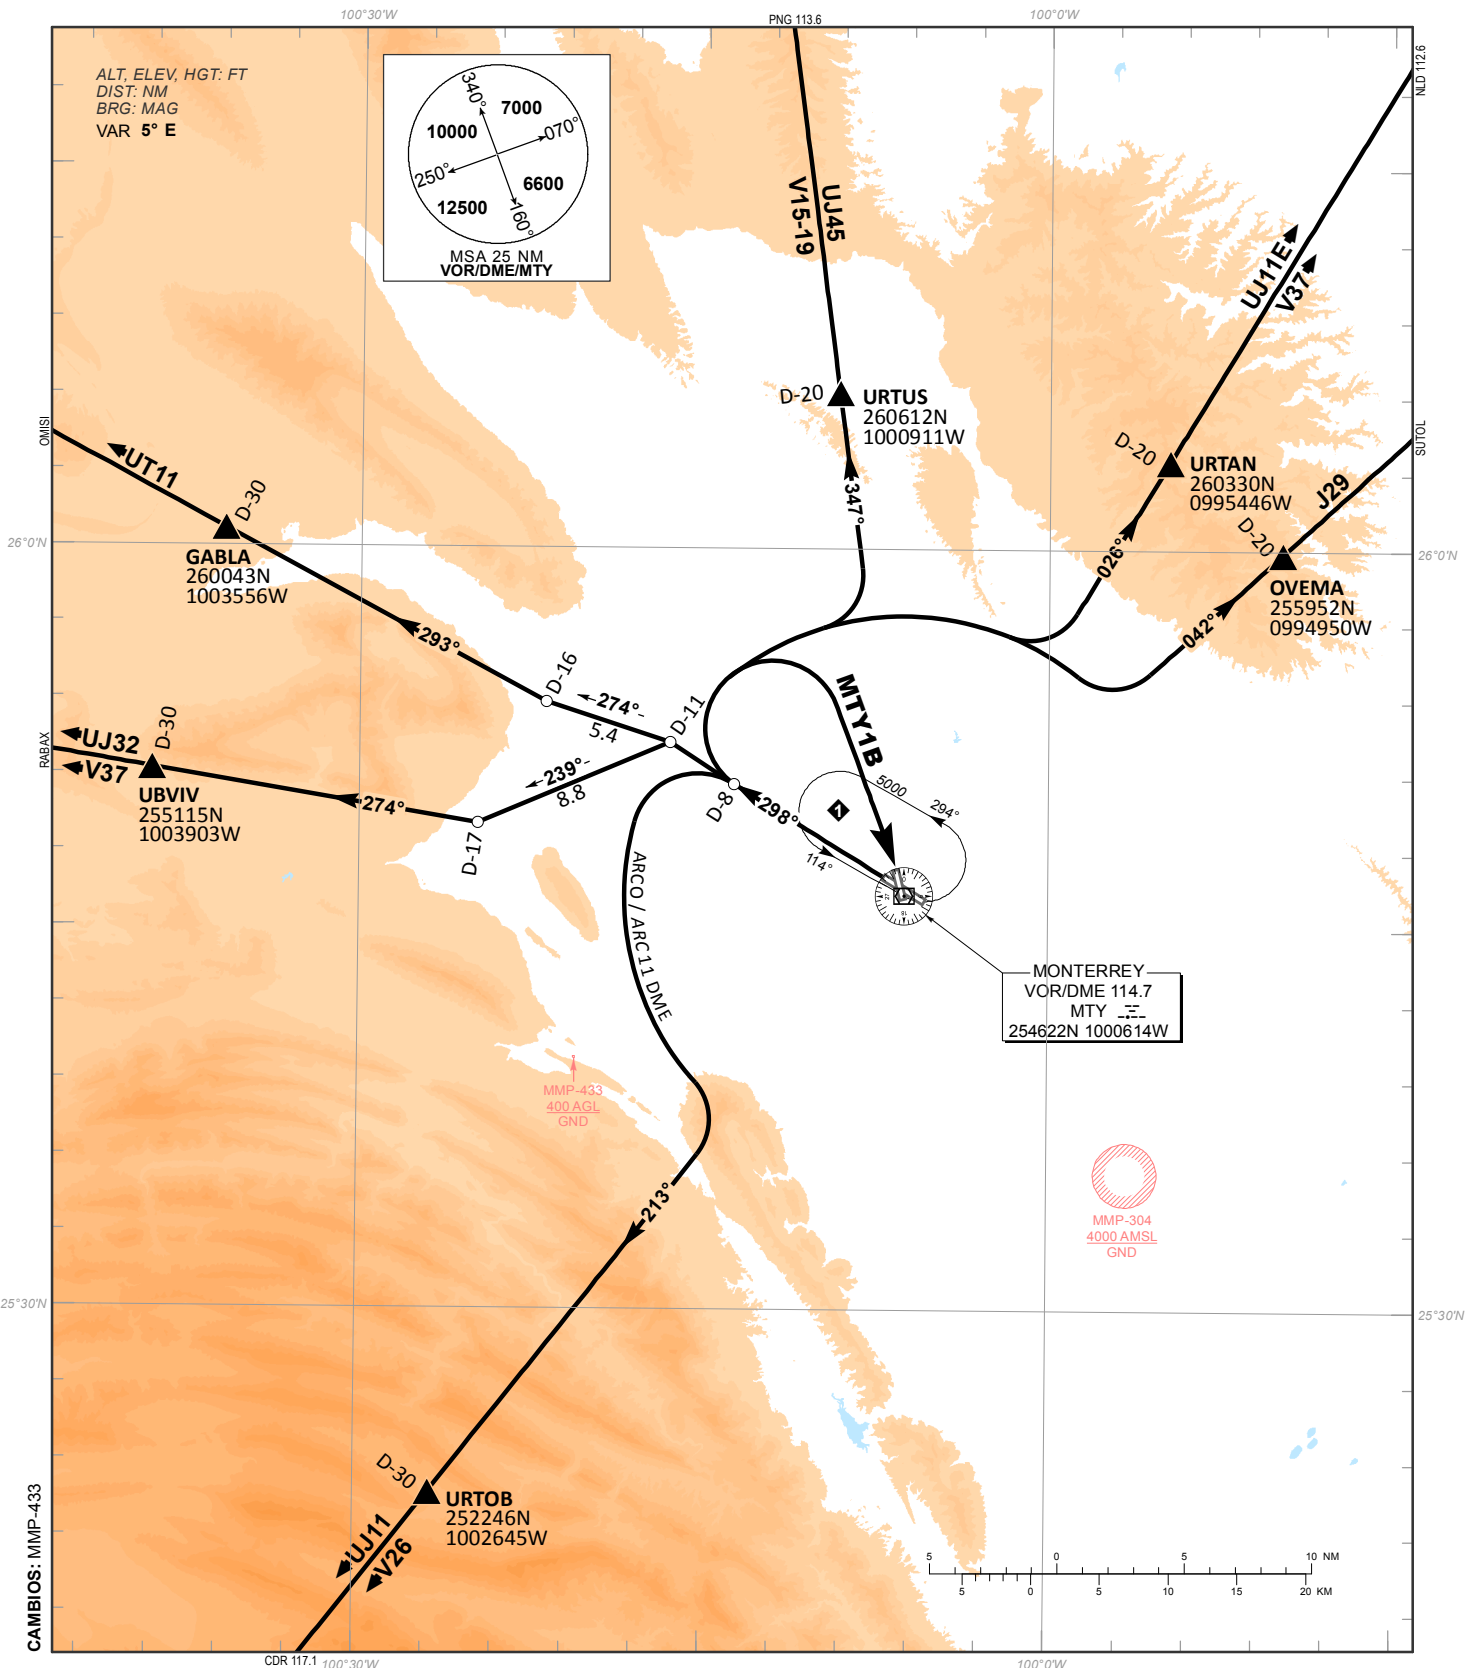 100°30'W
PNG 113.6
100°0'W
NLD 112.6
ALT, ELEV, HGT: FT
DIST: NM
BRG: MAG
VAR 5° E
340°
7000
10000
070°
250°
6600
12500
160°
MSA 25 NM
VOR/DME/MTY
UJ45
V15-19
UJ11E
V37
D-20
URTUS
260612N
1000911W
OMISI
UT11
SUTOL
D-20
URTAN
260330N
0995446W
J29
D-30
347°
GABLA
260043N
1003556W
26°0'N
026°
D-20
26°0'N
OVEMA
255952N
0994950W
293°
042°
D-16
274°
5.4
D-11
MTY1B
RABAX
UJ32
V37
D-30
UBVIV
255115N
1003903W
274°
239°
8.8
D-17
D-8
298°
5000
294°
1
114°
ARCO / ARC 11 DME
MONTERREY
VOR/DME 114.7
MTY
254622N 1000614W
MMP-433
400 AGL
GND
213°
MMP-304
4000 AMSL
GND
25°30'N
25°30'N
D-30
URTOB
252246N
1002645W
UJ11
V26
5 0 5 10 NM
5 0 5 10 15 20 KM
CAMBIOS: MMP-433
CDR 117.1
100°30'W
100°0'W